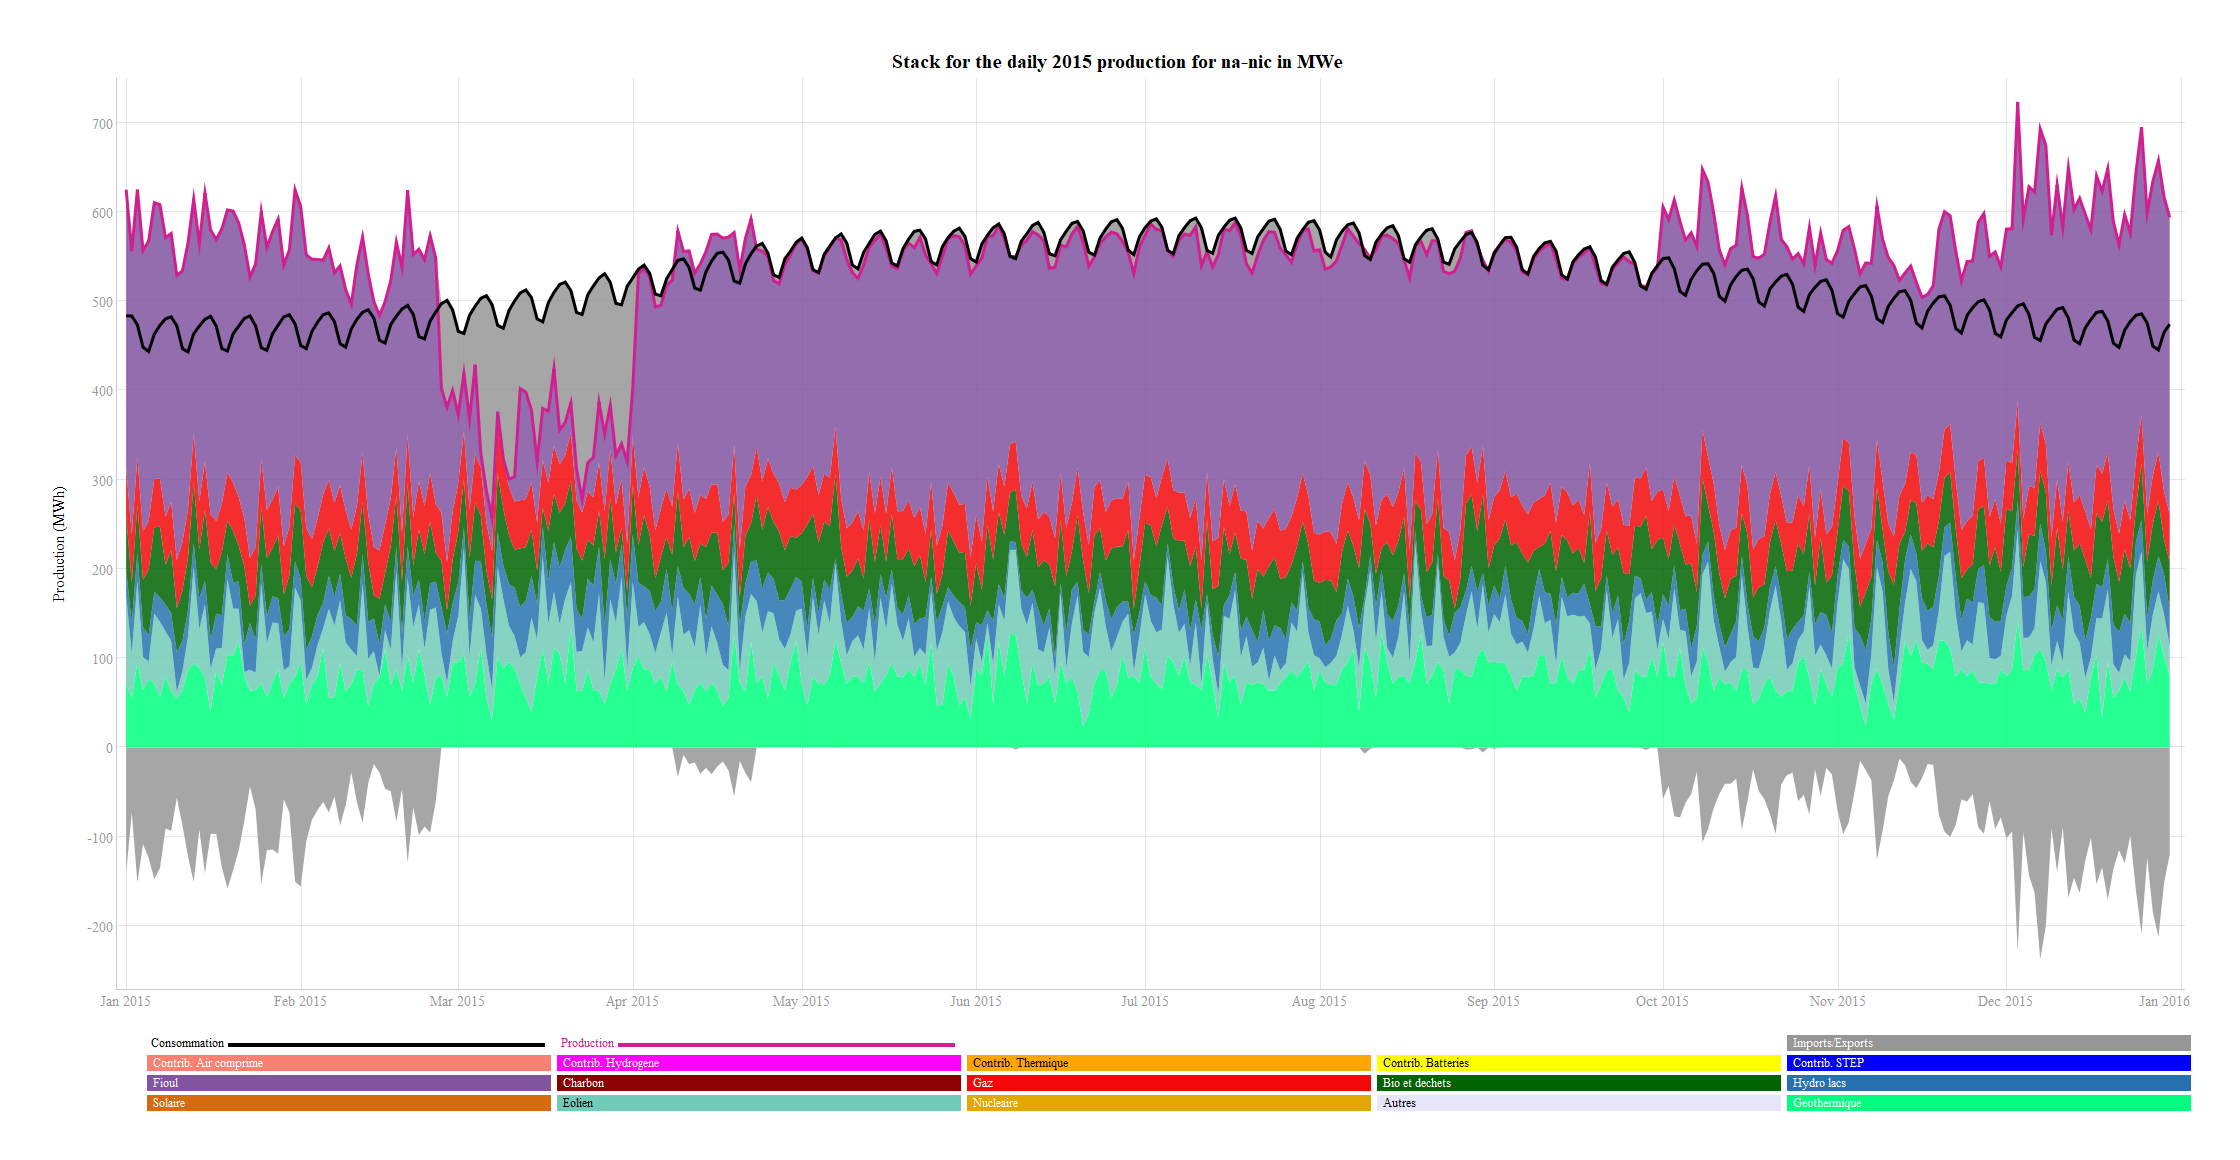 Stack for the daily 2015 production for na-nic in MWe
Production (MWh)
700
600
500
400
300
200
100
0
-100
-200
Jan 2015 Feb 2015 Mar 2015 Apr 2015 May 2015 Jun 2015 Jul 2015 Aug 2015 Sep 2015 Oct 2015 Nov 2015 Dec 2015 Jan 2016
Consommation Production Imports/Exports
Contrib. Air comprime Contrib. Hydrogene Contrib. Thermique Contrib. Batteries Contrib. STEP
Fioul Charbon Gaz Bio et dechets Hydro lacs
Solaire Eolien Nucleaire Autres Geothermique